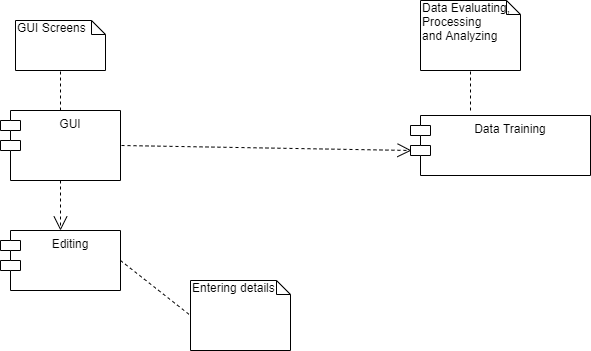 GUI Screens
Data Evaluating,
Processing
and Analyzing
GUI
Data Training
Editing
Entering details